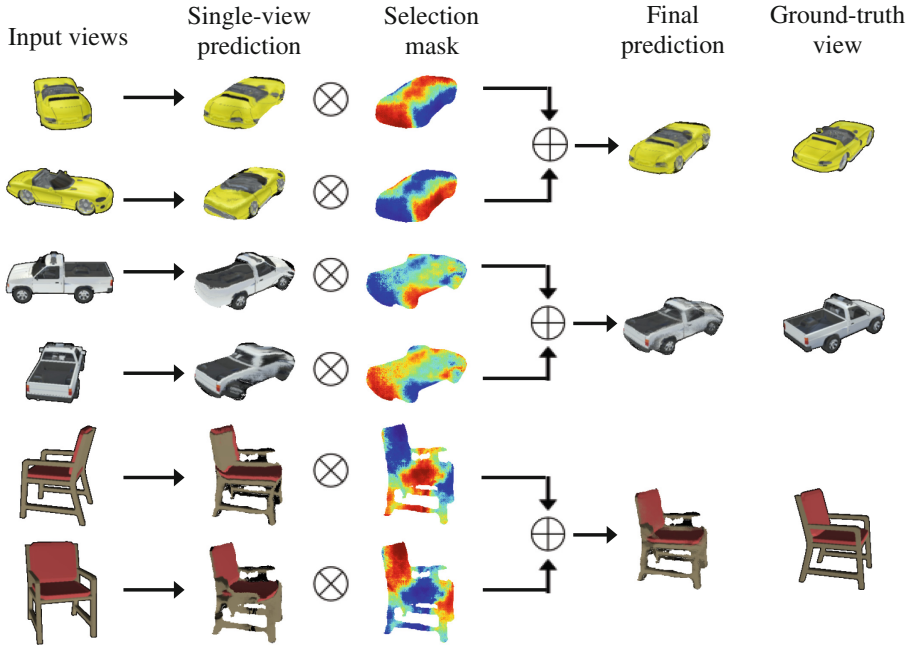 Input views
Single-view
prediction
Selection
mask
Final
prediction
Ground-truth
view